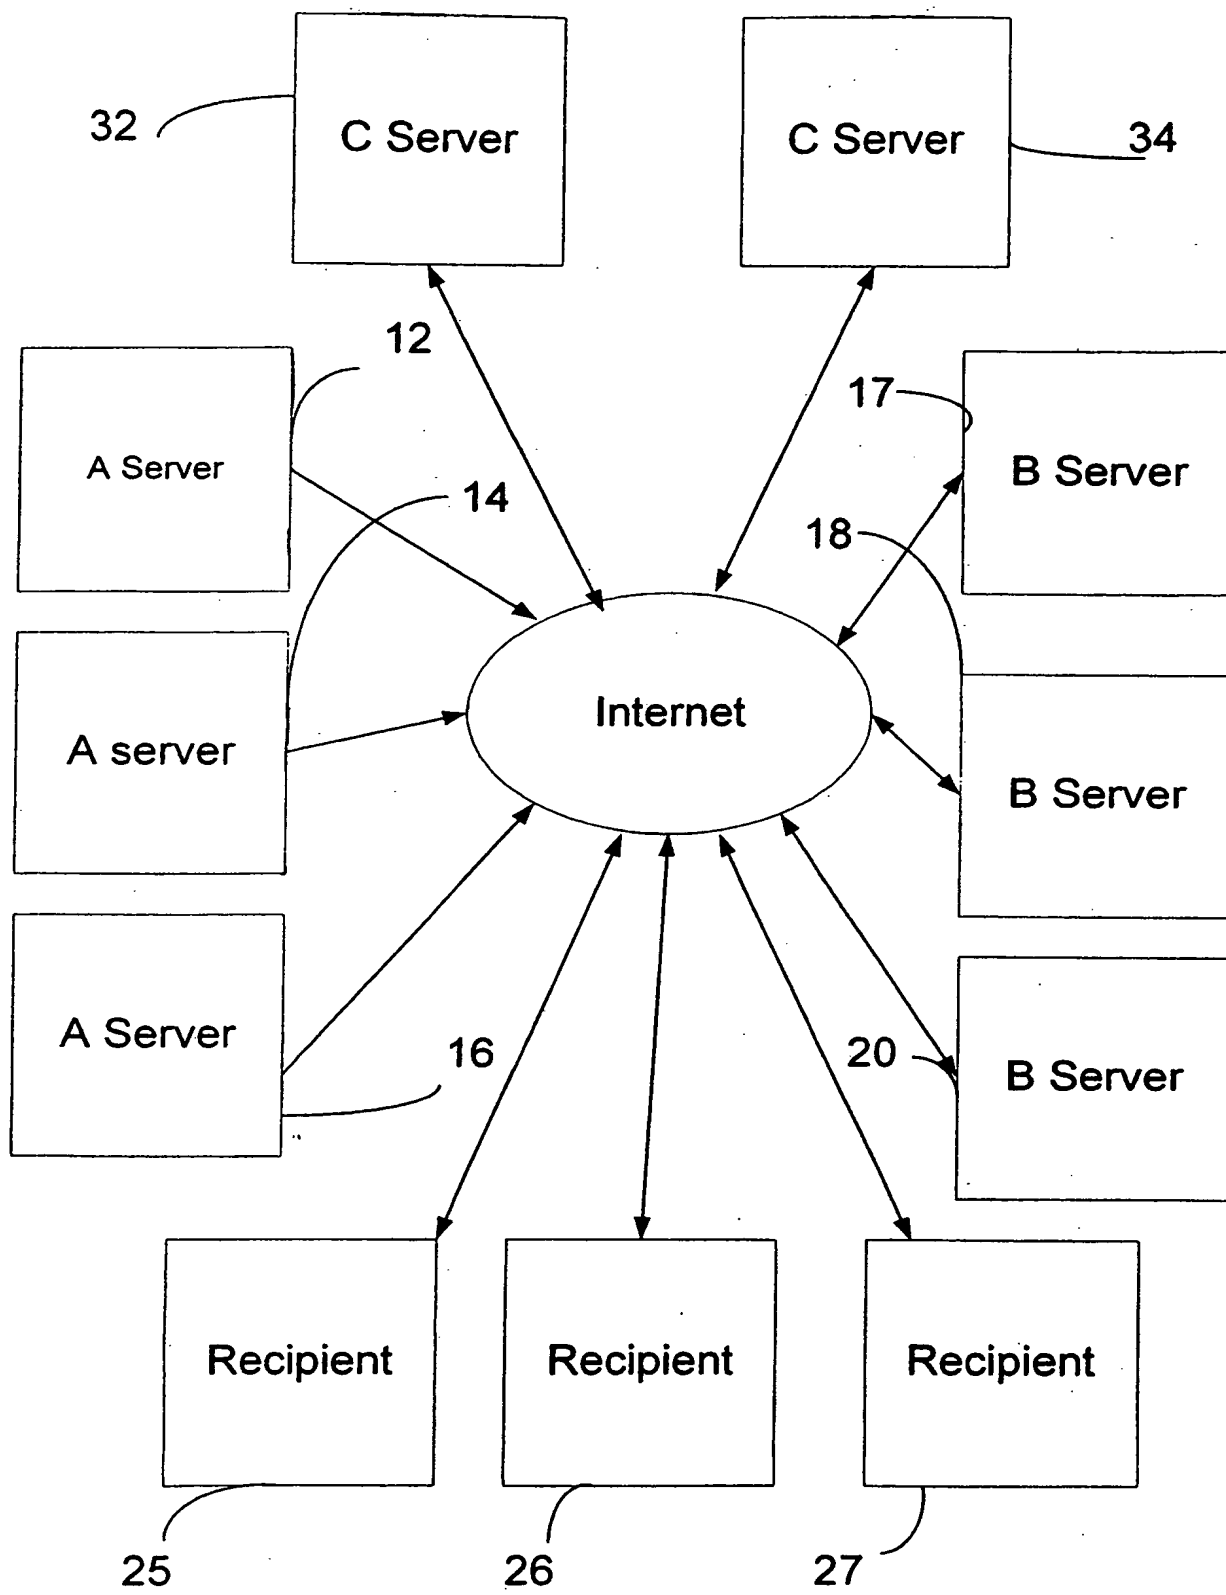 32
C Server
C Server
34
12
A Server
17
B Server
14
18
A server
Internet
B Server
A Server
16
20
B Server
Recipient
Recipient
Recipient
25
26
27